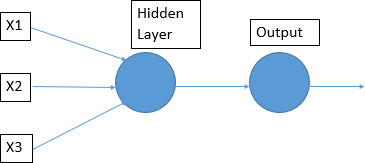 X1
Hidden
Layer
Output
X2
X3